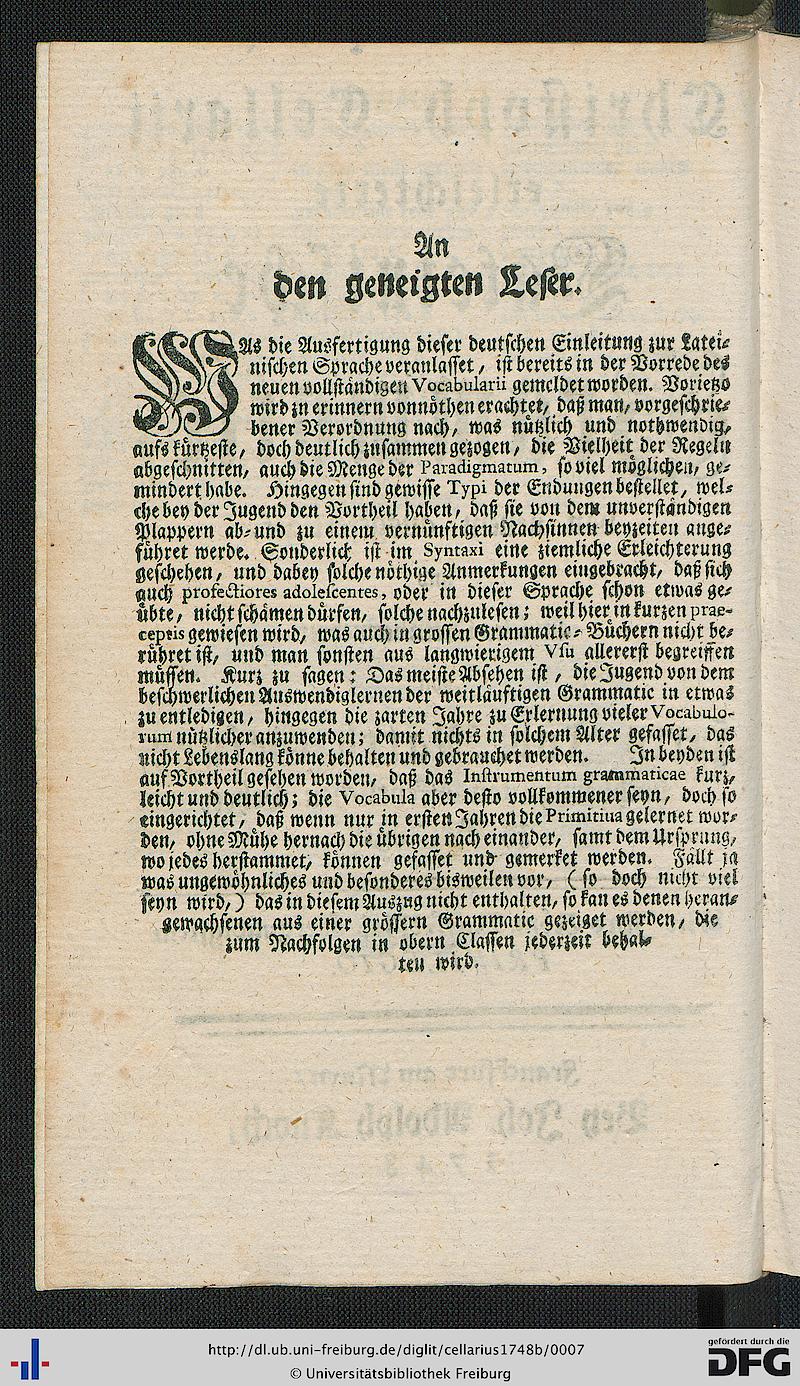 An
den geneigten Leser.
WAs die Ausfertigung dieser deutschen Einleitung zur Latei-
nischen Sprache veranlasset, ist bereits in der Vorrede des
neuen vollständigen Vocabularii gemeldet worden. Vorietzo
wird zu erinnern vonnöthen erachtet, daß man, vorgeschrie-
bener Verordnung nach, was nützlich und nothwendig,
aufs kürtzeste, doch deutlich zusammen gezogen, die Vielheit der Regeln
abgeschnitten, auch die Menge der Paradigmatum, so viel möglichen, ge-
mindert habe. Hingegen sind gewisse Typi der Endungen bestellet, wel-
che bey der Jugend den Vortheil haben, daß sie von dem unverständigen
Plappern ab- und zu einem vernünftigen Nachsinnen beyzeiten ange-
führet werde. Sonderlich ist im Syntaxi eine ziemliche Erleichterung
geschehen, und dabey solche nöthige Anmerkungen eingebracht, daß sich
auch profectiores adolescentes, oder in dieser Sprache schon etwas ge-
übte, nicht schämen dürfen, solche nachzulesen; weil hier in kurzen prae-
ceptis gewiesen wird, was auch in grossen Grammatic-Büchern nicht be-
rühret ist, und man sonsten aus langwierigem Vsu allererst begreiffen
müssen. Kurz zu sagen: Das meiste Absehen ist, die Jugend von dem
beschwerlichen Auswendiglernen der weitläuftigen Grammatic in etwas
zu entledigen, hingegen die zarten Jahre zu Erlernung vieler Vocabulo-
rum nützlicher anzuwenden; damit nichts in solchem Alter gefasset, das
nicht Lebenslang könne behalten und gebrauchet werden. In beyden ist
auf Vortheil gesehen worden, daß das Instrumentum grammaticae kurz,
leicht und deutlich; die Vocabula aber desto vollkommener seyn, doch so
eingerichtet, daß wenn nur in ersten Jahren die Primitiua gelernet wor-
den, ohne Mühe hernach die übrigen nach einander, samt dem Ursprung,
wo jedes herstammet, können gefasset und gemerket werden. Fällt ja
was ungewöhnliches und besonderes bisweilen vor, (so doch nicht viel
seyn wird,) das in diesem Auszug nicht enthalten, so kan es denen heran-
gewachsenen aus einer grössern Grammatic gezeiget werden, die
zum Nachfolgen in obern Classen jederzeit behal-
ten wird.
http://dl.ub.uni-freiburg.de/diglit/cellarius1748b/0007
© Universitätsbibliothek Freiburg
gefördert durch die
DFG